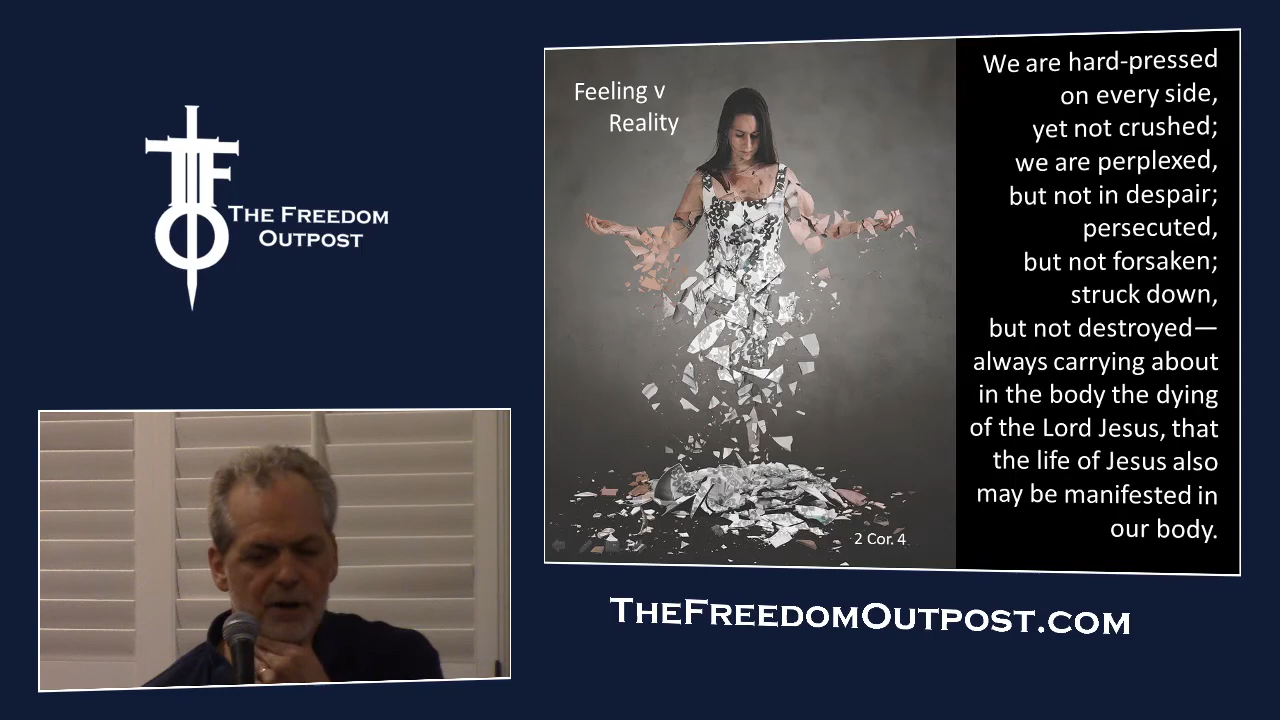 TF
O
THE FREEDOM
OUTPOST
Feeling v
Reality
2 Cor. 4
We are hard-pressed
on every side,
yet not crushed;
we are perplexed,
but not in despair;
persecuted,
but not forsaken;
struck down,
but not destroyed—
always carrying about
in the body the dying
of the Lord Jesus, that
the life of Jesus also
may be manifested in
our body.
THEFREEDOMOUTPOST.COM